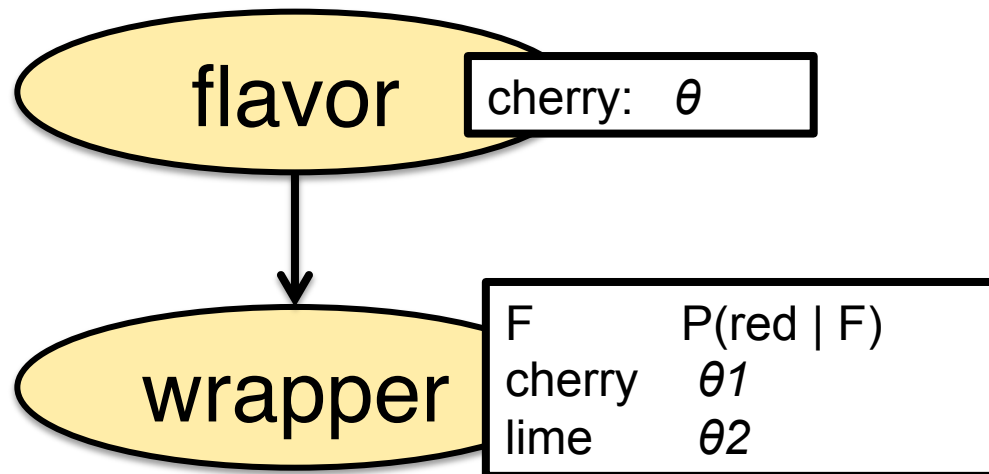 flavor
cherry: θ
F P(red | F)
cherry θ1
wrapper
lime θ2